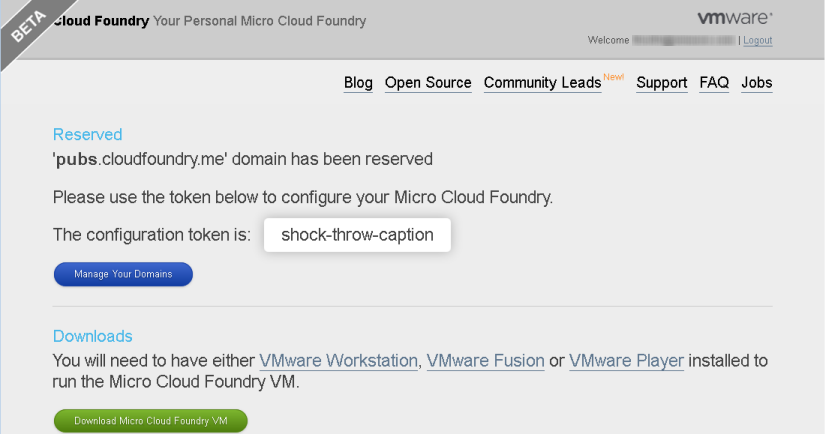 BETA
Cloud Foundry Your Personal Micro Cloud Foundry
vmware
Welcome | Logout
Blog Open Source Community Leads New! Support FAQ Jobs
Reserved
'pubs.cloudfoundry.me' domain has been reserved
Please use the token below to configure your Micro Cloud Foundry.
The configuration token is: shock-throw-caption
Manage Your Domains
Downloads
You will need to have either VMware Workstation, VMware Fusion or VMware Player installed to
run the Micro Cloud Foundry VM.
Download Micro Cloud Foundry VM